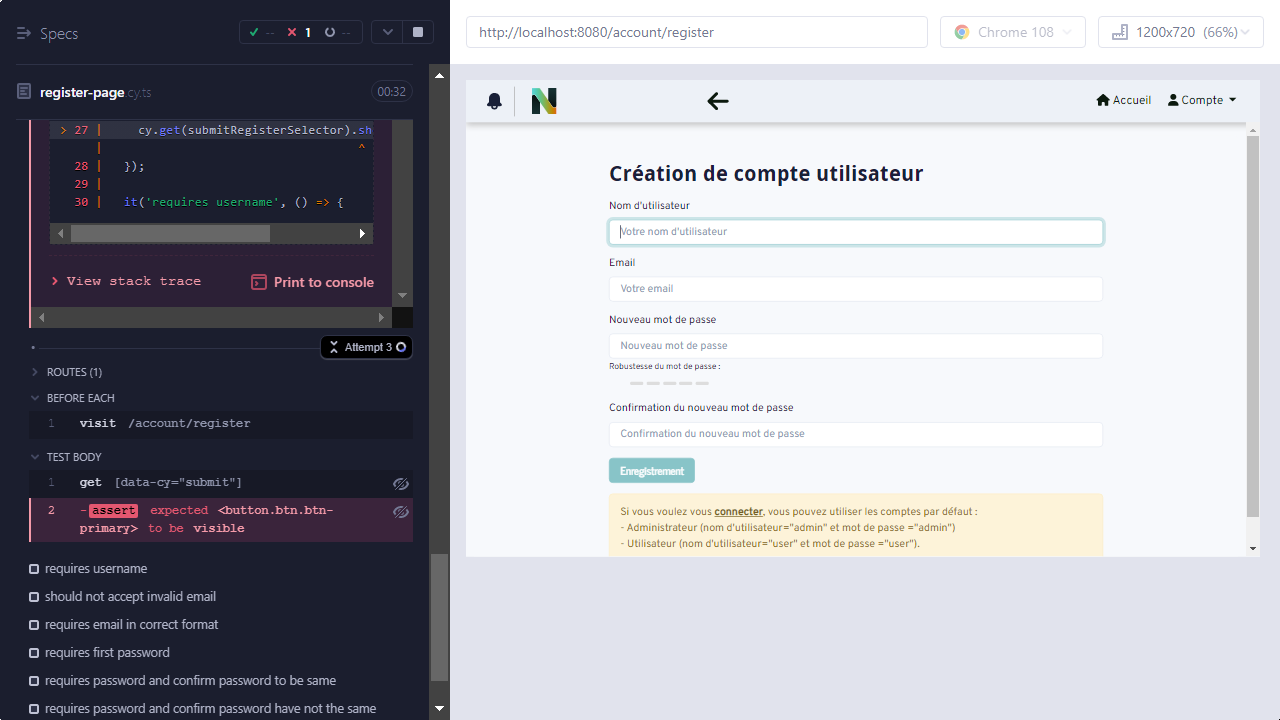 Specs
-- 1 --
register-page.cy.ts 00:32
> 27 | cy.get(submitRegisterSelector).sh
| ^
28 | });
29 |
30 | it('requires username', () => {
> View stack trace
Print to console
Attempt 3
ROUTES (1)
BEFORE EACH
1 visit /account/register
TEST BODY
1 get [data-cy="submit"]
2 -assert expected <button.btn.btn-
primary> to be visible
requires username
should not accept invalid email
requires email in correct format
requires first password
requires password and confirm password to be same
requires password and confirm password have not the same
http://localhost:8080/account/register
Chrome 108
1200x720 (66%)
N
Accueil
Compte
Création de compte utilisateur
Nom d'utilisateur
Votre nom d'utilisateur
Email
Votre email
Nouveau mot de passe
Nouveau mot de passe
Robustesse du mot de passe :
Confirmation du nouveau mot de passe
Confirmation du nouveau mot de passe
Enregistrement
Si vous voulez vous connecter, vous pouvez utiliser les comptes par défaut :
- Administrateur (nom d'utilisateur="admin" et mot de passe ="admin")
- Utilisateur (nom d'utilisateur="user" et mot de passe ="user").